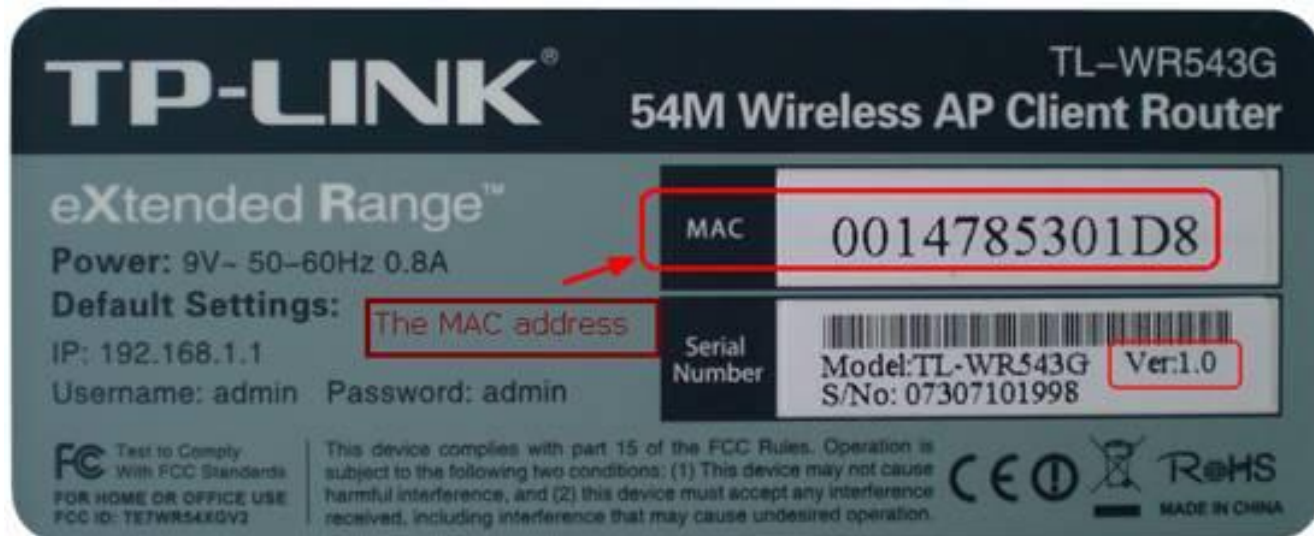 TP-LINK®
TL-WR543G
54M Wireless AP Client Router
eXtended Range™
Power: 9V~ 50-60Hz 0.8A
Default Settings:
IP: 192.168.1.1
Username: admin Password: admin
The MAC address
MAC
0014785301D8
Serial Number
Model:TL-WR543G Ver:1.0
S/No: 07307101998
FC Test to Comply
With FCC Standards
FOR HOME OR OFFICE USE
FCC ID: TE7WR54XGV2
This device complies with part 15 of the FCC Rules. Operation is
subject to the following two conditions: (1) This device may not cause
harmful interference, and (2) this device must accept any interference
received, including interference that may cause undesired operation.
CE
RoHS
MADE IN CHINA